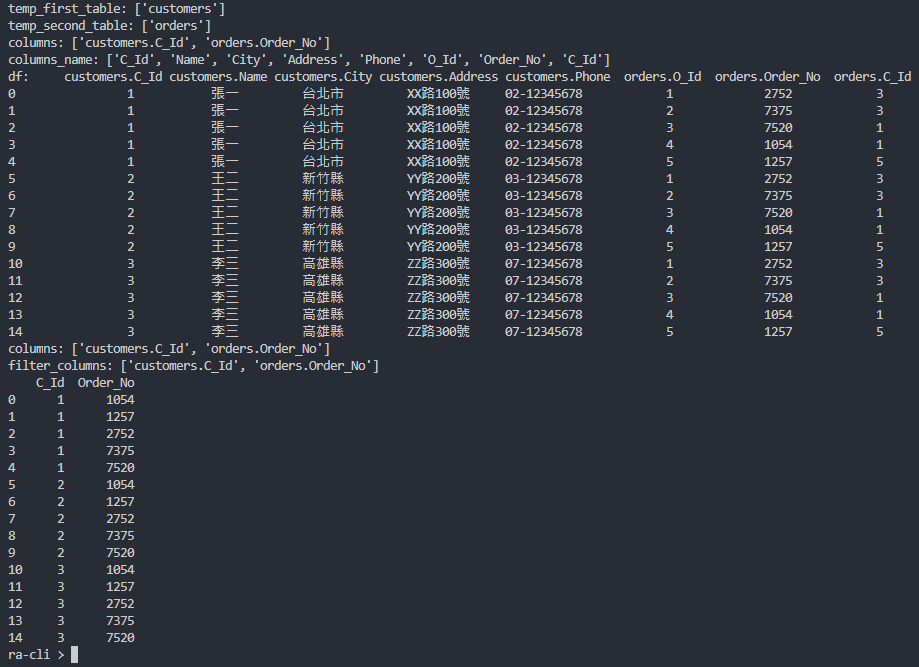 temp_first_table: ['customers']
temp_second_table: ['orders']
columns: ['customers.C_Id', 'orders.Order_No']
columns_name: ['C_Id', 'Name', 'City', 'Address', 'Phone', 'O_Id', 'Order_No', 'C_Id']
df: customers.C_Id customers.Name customers.City customers.Address customers.Phone orders.O_Id orders.Order_No orders.C_Id
0 1 張一 台北市 XX路100號 02-12345678 1 2752 3
1 1 張一 台北市 XX路100號 02-12345678 2 7375 3
2 1 張一 台北市 XX路100號 02-12345678 3 7520 1
3 1 張一 台北市 XX路100號 02-12345678 4 1054 1
4 1 張一 台北市 XX路100號 02-12345678 5 1257 5
5 2 王二 新竹縣 YY路200號 03-12345678 1 2752 3
6 2 王二 新竹縣 YY路200號 03-12345678 2 7375 3
7 2 王二 新竹縣 YY路200號 03-12345678 3 7520 1
8 2 王二 新竹縣 YY路200號 03-12345678 4 1054 1
9 2 王二 新竹縣 YY路200號 03-12345678 5 1257 5
10 3 李三 高雄縣 ZZ路300號 07-12345678 1 2752 3
11 3 李三 高雄縣 ZZ路300號 07-12345678 2 7375 3
12 3 李三 高雄縣 ZZ路300號 07-12345678 3 7520 1
13 3 李三 高雄縣 ZZ路300號 07-12345678 4 1054 1
14 3 李三 高雄縣 ZZ路300號 07-12345678 5 1257 5
columns: ['customers.C_Id', 'orders.Order_No']
filter_columns: ['customers.C_Id', 'orders.Order_No']
C_Id Order_No
0 1 1054
1 1 1257
2 1 2752
3 1 7375
4 1 7520
5 2 1054
6 2 1257
7 2 2752
8 2 7375
9 2 7520
10 3 1054
11 3 1257
12 3 2752
13 3 7375
14 3 7520
ra-cli >